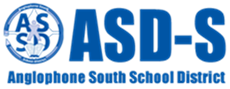 A S
S D
ASD-S
Anglophone South School District